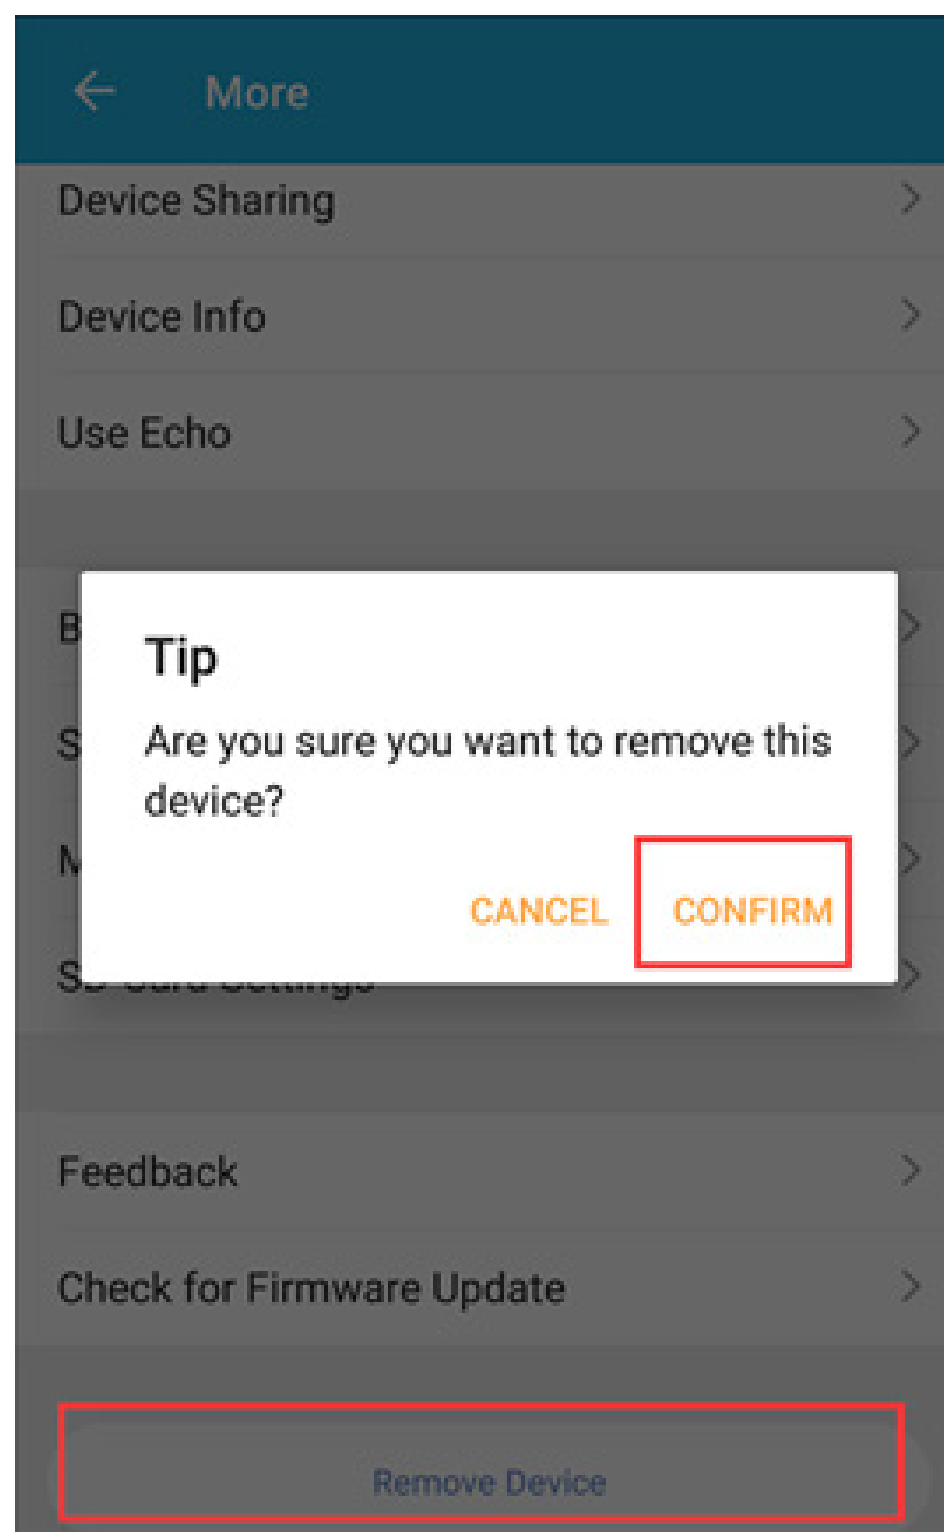 More
Device Sharing
Device Info
Use Echo
Tip
Are you sure you want to remove this
device?
CANCEL CONFIRM
Settings
Feedback
Check for Firmware Update
Remove Device